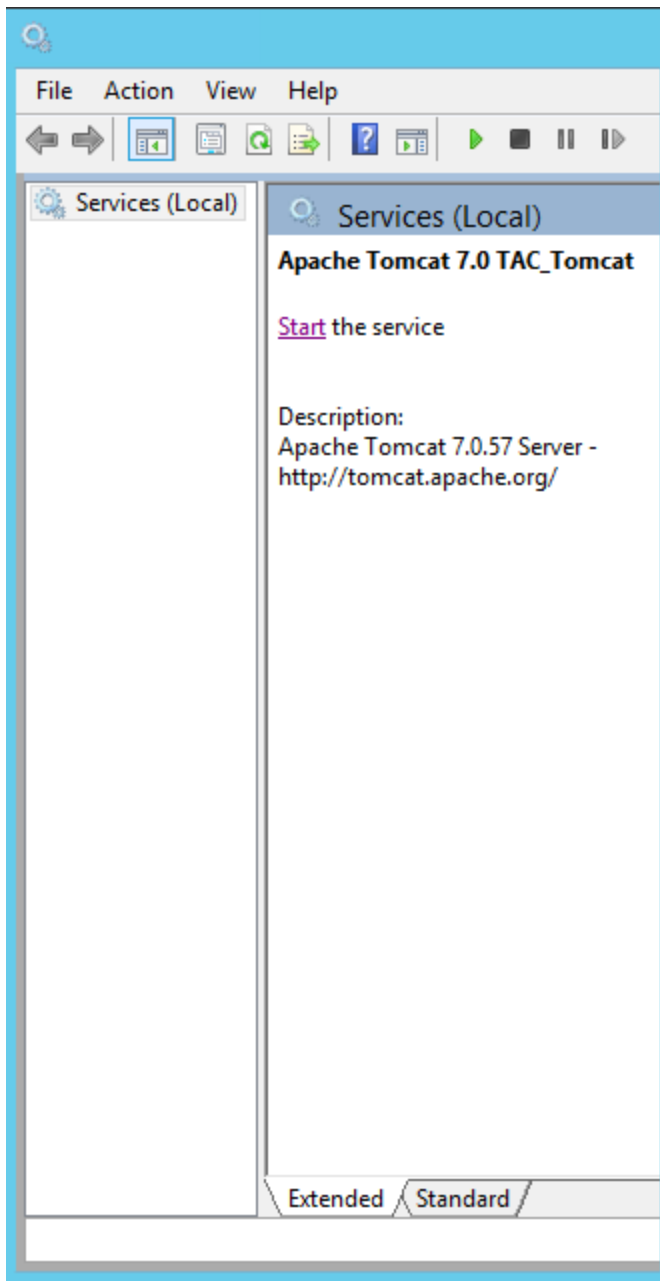 File Action View Help
Services (Local)
Services (Local)
Apache Tomcat 7.0 TAC_Tomcat
Start the service
Description:
Apache Tomcat 7.0.57 Server -
http://tomcat.apache.org/
Extended Standard